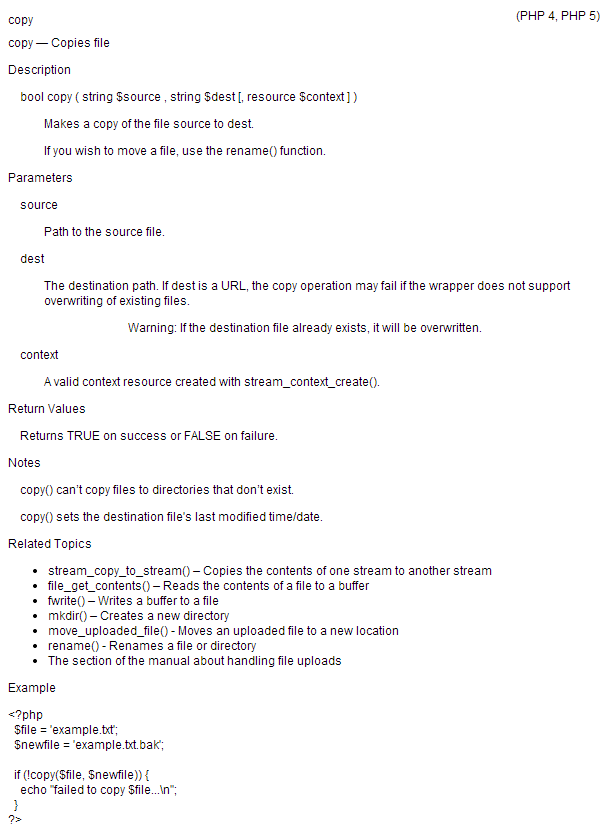 copy (PHP 4, PHP 5)
copy — Copies file
Description
bool copy ( string $source , string $dest [, resource $context ] )
Makes a copy of the file source to dest.
If you wish to move a file, use the rename() function.
Parameters
source
Path to the source file.
dest
The destination path. If dest is a URL, the copy operation may fail if the wrapper does not support
overwriting of existing files.
Warning: If the destination file already exists, it will be overwritten.
context
A valid context resource created with stream_context_create().
Return Values
Returns TRUE on success or FALSE on failure.
Notes
copy() can't copy files to directories that don't exist.
copy() sets the destination file's last modified time/date.
Related Topics
• stream_copy_to_stream() – Copies the contents of one stream to another stream
• file_get_contents() – Reads the contents of a file to a buffer
• fwrite() – Writes a buffer to a file
• mkdir() – Creates a new directory
• move_uploaded_file() - Moves an uploaded file to a new location
• rename() - Renames a file or directory
• The section of the manual about handling file uploads
Example
<?php
$file = 'example.txt';
$newfile = 'example.txt.bak';
if (!copy($file, $newfile)) {
echo "failed to copy $file...\n";
}
?>